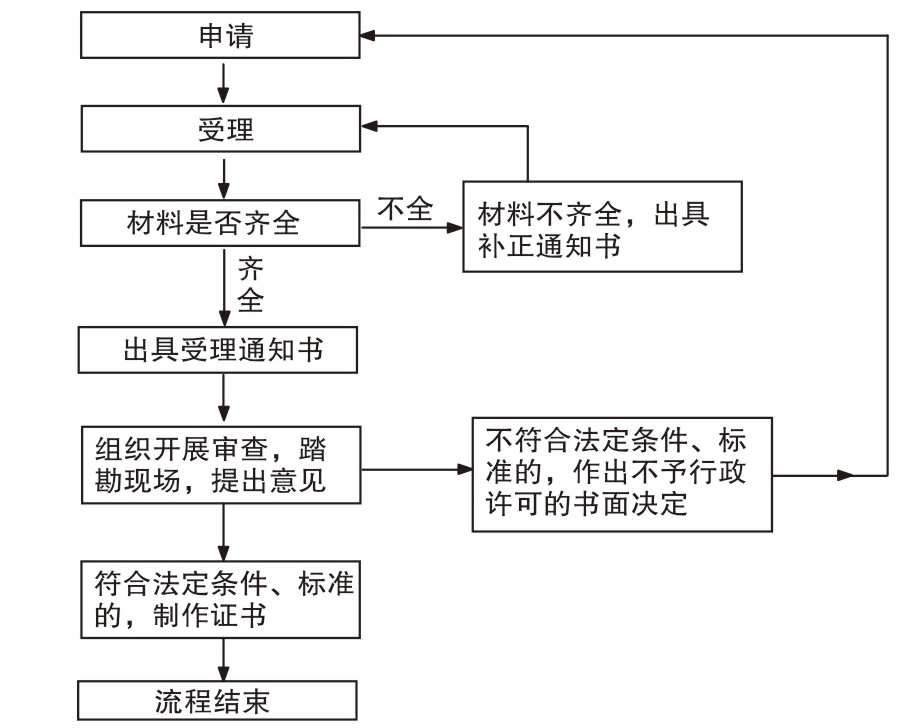 申请
受理
材料是否齐全
不全
材料不齐全，出具
补正通知书
齐
全
出具受理通知书
组织开展审查，踏
勘现场，提出意见
不符合法定条件、标
准的，作出不予行政
许可的书面决定
符合法定条件、标准
的，制作证书
流程结束